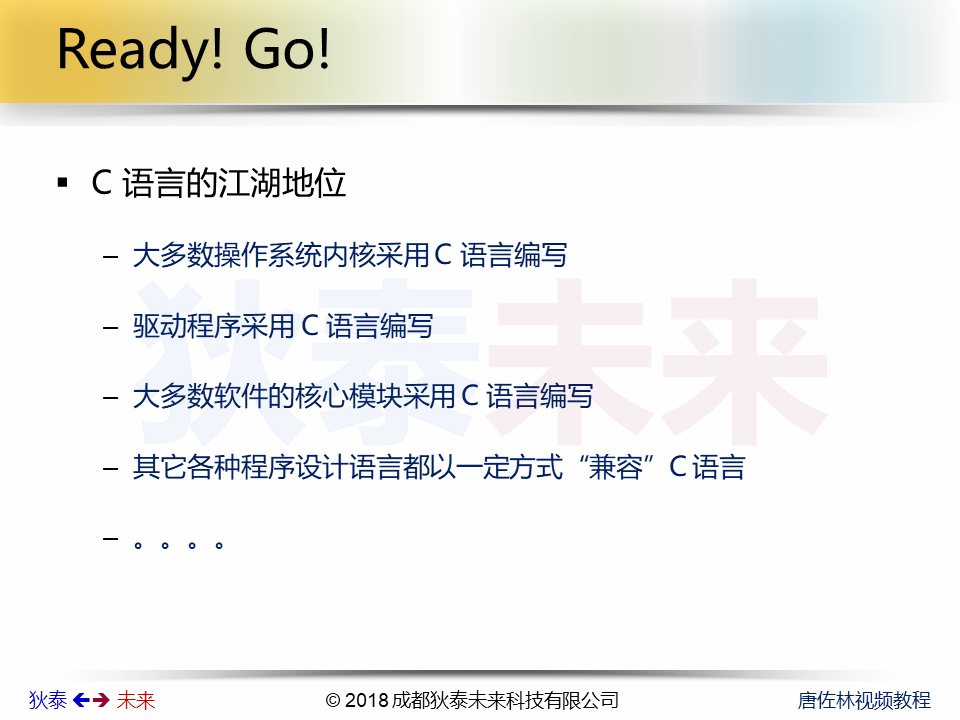 Ready! Go!
▪ C 语言的江湖地位
– 大多数操作系统内核采用 C 语言编写
– 驱动程序采用 C 语言编写
– 大多数软件的核心模块采用 C 语言编写
– 其它各种程序设计语言都以一定方式“兼容”C 语言
– 。。。。
狄泰未来
狄泰 ←→ 未来
© 2018 成都狄泰未来科技有限公司
唐佐林视频教程